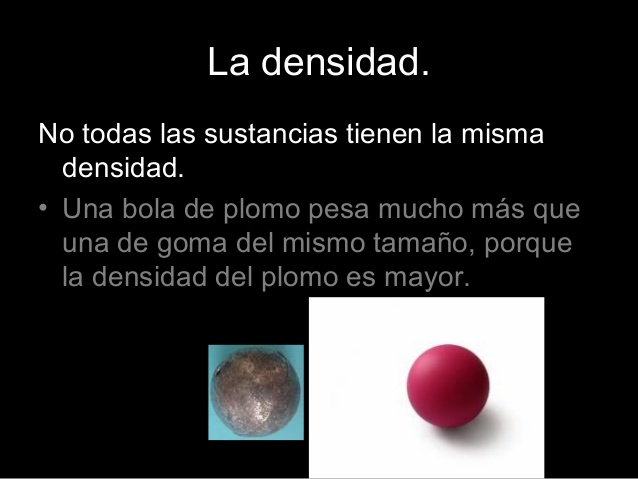 La densidad.
No todas las sustancias tienen la misma
densidad.
• Una bola de plomo pesa mucho más que
una de goma del mismo tamaño, porque
la densidad del plomo es mayor.